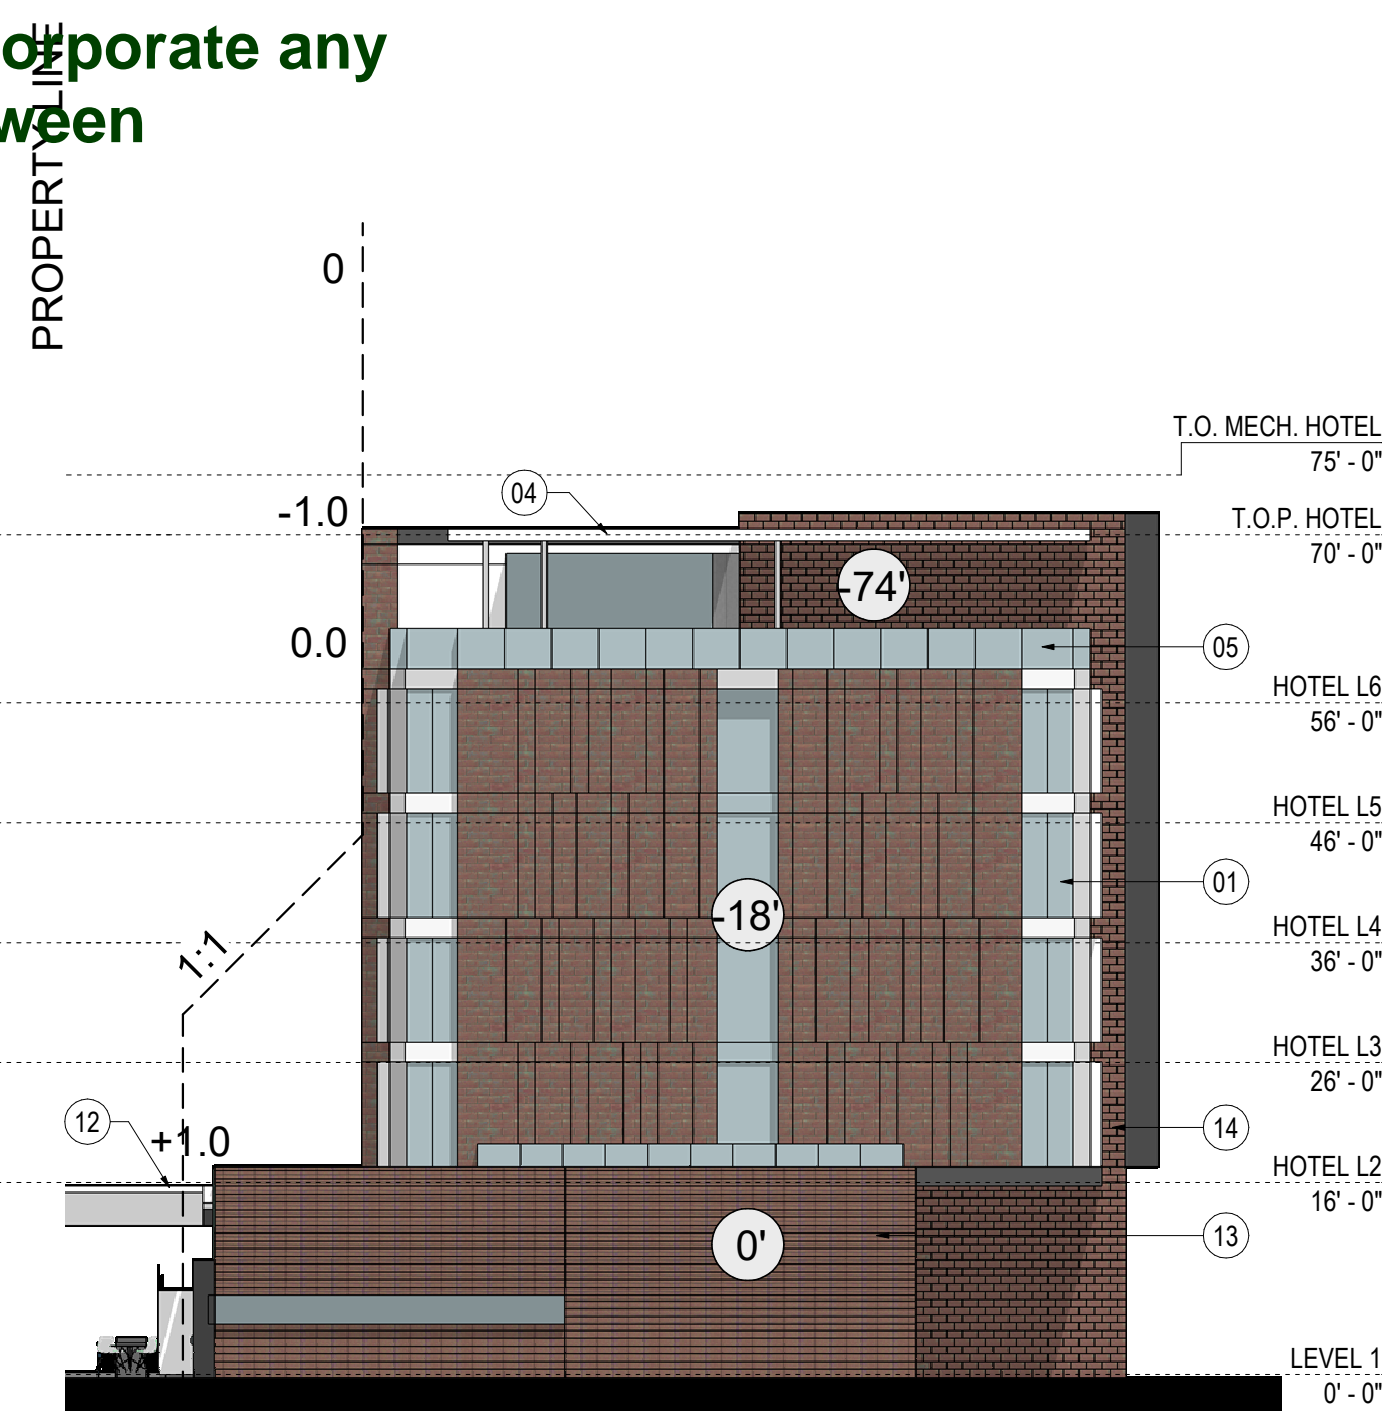 orporate any
ween
PROPERTY LINE
0
T.O. MECH. HOTEL
75' - 0"
04
-1.0
T.O.P. HOTEL
70' - 0"
-74'
0.0
05
HOTEL L6
56' - 0"
HOTEL L5
46' - 0"
01
-18'
1:1
HOTEL L4
36' - 0"
HOTEL L3
26' - 0"
12
+1.0
14
HOTEL L2
16' - 0"
0'
13
LEVEL 1
0' - 0"